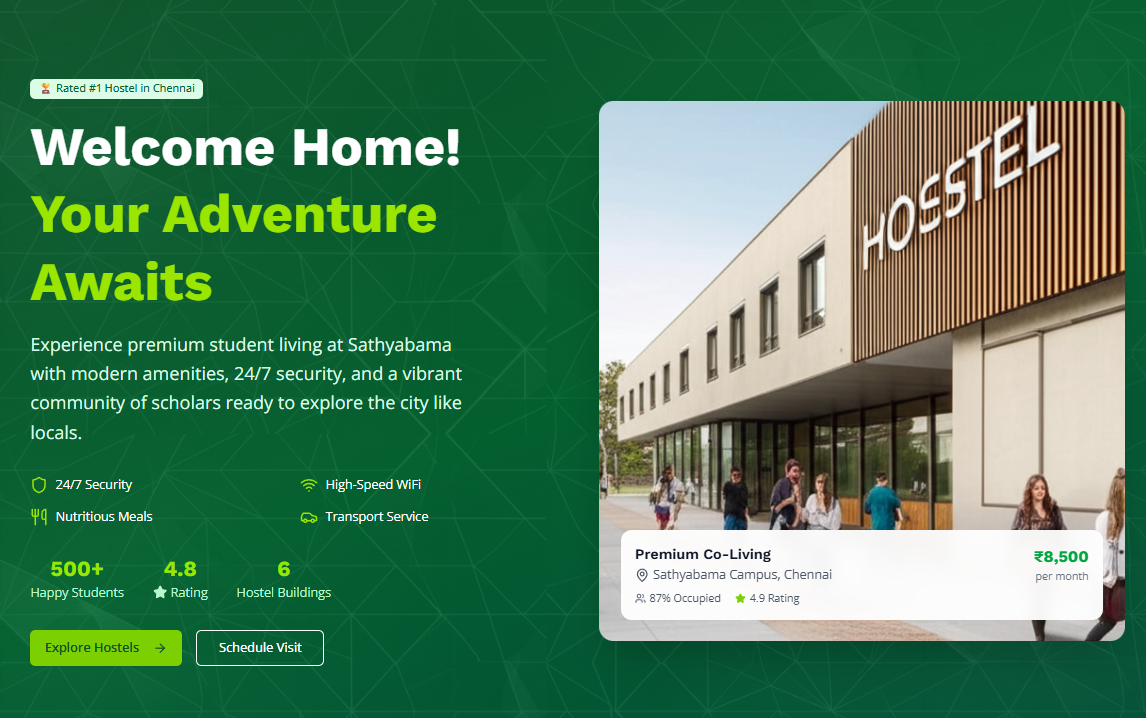 Rated #1 Hostel in Chennai
Welcome Home!
Your Adventure
Awaits
Experience premium student living at Sathyabama
with modern amenities, 24/7 security, and a vibrant
community of scholars ready to explore the city like
locals.
24/7 Security
High-Speed WiFi
Nutritious Meals
Transport Service
500+
Happy Students
4.8
Rating
6
Hostel Buildings
Explore Hostels →
Schedule Visit
HOSSTEL
Premium Co-Living
₹8,500
Sathyabama Campus, Chennai
per month
87% Occupied
4.9 Rating